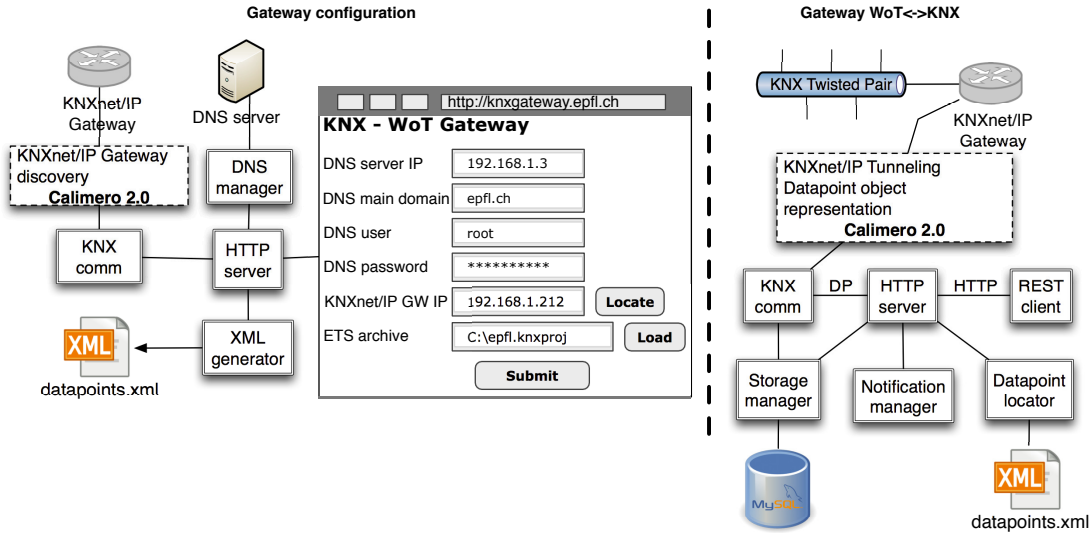 Gateway configuration
KNXnet/IP
Gateway
DNS server
KNXnet/IP Gateway
discovery
Calimero 2.0
DNS
manager
KNX
comm
HTTP
server
XML
generator
XML
datapoints.xml
http://knxgateway.epfl.ch
KNX - WoT Gateway
DNS server IP 192.168.1.3
DNS main domain epfl.ch
DNS user root
DNS password **********
KNXnet/IP GW IP 192.168.1.212 Locate
ETS archive C:\epfl.knxproj Load
Submit
Gateway WoT<->KNX
KNX Twisted Pair
KNXnet/IP
Gateway
KNXnet/IP Tunneling
Datapoint object
representation
Calimero 2.0
KNX
comm
DP
HTTP
server
HTTP
REST
client
Storage
manager
Notification
manager
Datapoint
locator
MySQL
XML
datapoints.xml